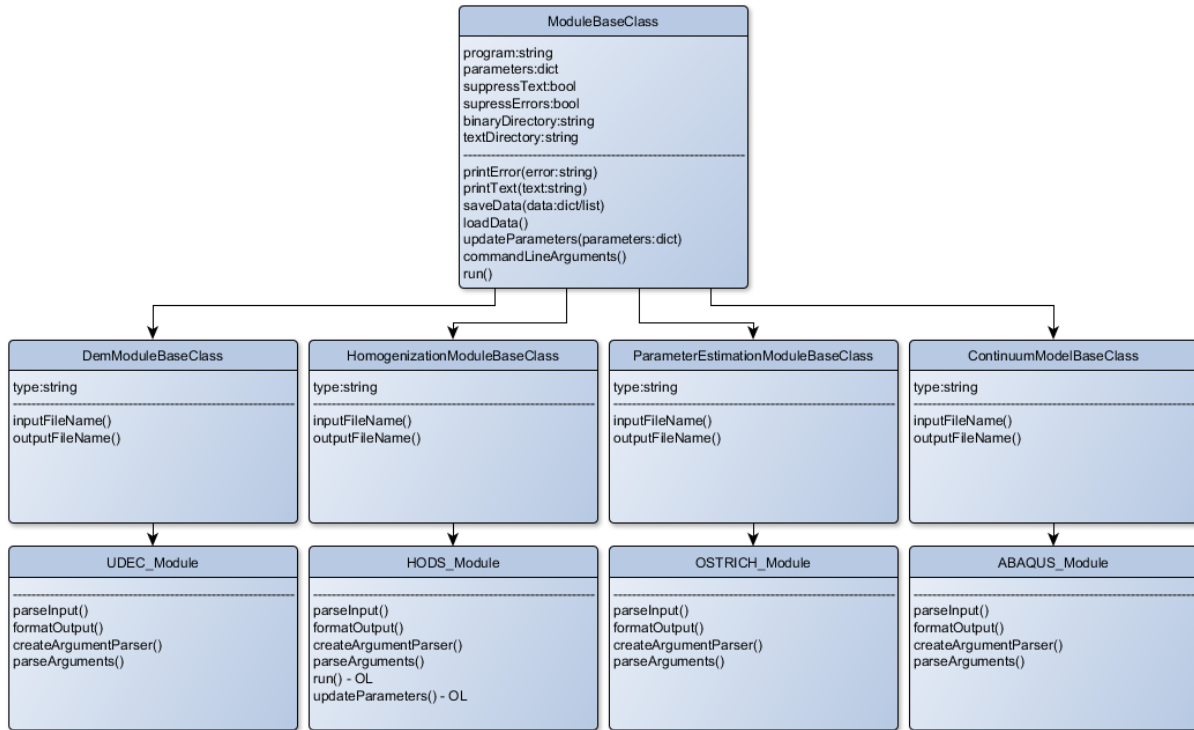 ModuleBaseClass
program:string
parameters:dict
suppressText:bool
supressErrors:bool
binaryDirectory:string
textDirectory:string
printError(error:string)
printText(text:string)
saveData(data:dict/list)
loadData()
updateParameters(parameters:dict)
commandLineArguments()
run()
DemModuleBaseClass
type:string
inputFileName()
outputFileName()
HomogenizationModuleBaseClass
type:string
inputFileName()
outputFileName()
ParameterEstimationModuleBaseClass
type:string
inputFileName()
outputFileName()
ContinuumModelBaseClass
type:string
inputFileName()
outputFileName()
UDEC_Module
parseInput()
formatOutput()
createArgumentParser()
parseArguments()
HODS_Module
parseInput()
formatOutput()
createArgumentParser()
parseArguments()
run() - OL
updateParameters() - OL
OSTRICH_Module
parseInput()
formatOutput()
createArgumentParser()
parseArguments()
ABAQUS_Module
parseInput()
formatOutput()
createArgumentParser()
parseArguments()